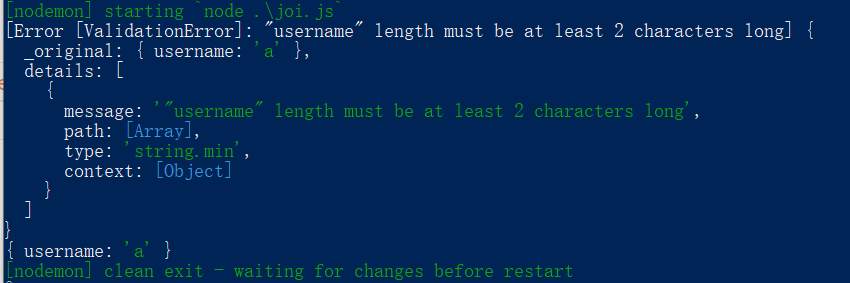 [nodemon] starting `node .\joi.js`
[Error [ValidationError]: "username" length must be at least 2 characters long] {
  _original: { username: 'a' },
  details: [
    {
      message: '"username" length must be at least 2 characters long',
      path: [Array],
      type: 'string.min',
      context: [Object]
    }
  ]
}
{ username: 'a' }
[nodemon] clean exit - waiting for changes before restart